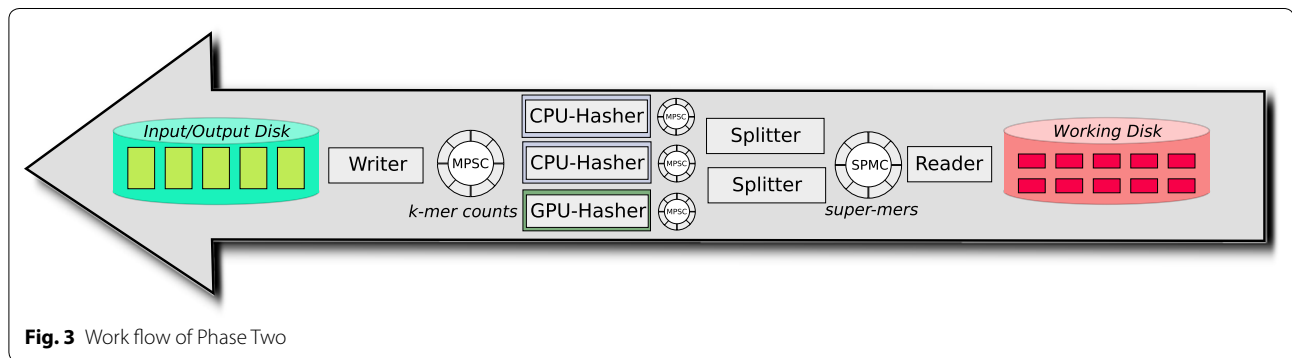 Input/Output Disk
Writer
MPSC
k-mer counts
CPU-Hasher
MPSC
CPU-Hasher
MPSC
GPU-Hasher
MPSC
Splitter
Splitter
SPMC
super-mers
Reader
Working Disk
Fig. 3 Work flow of Phase Two